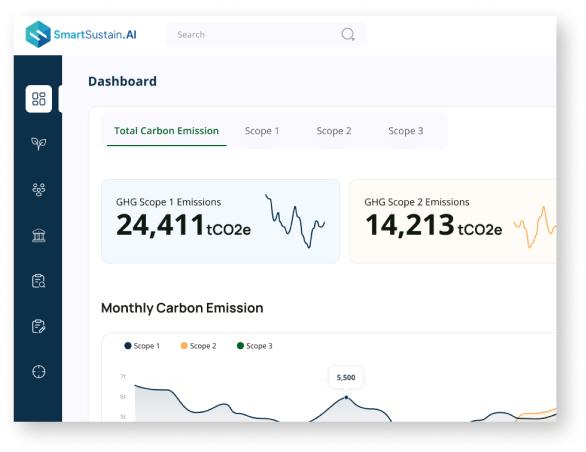 SmartSustain.AI
Search
Dashboard
Total Carbon Emission Scope 1 Scope 2 Scope 3
GHG Scope 1 Emissions
24,411tCO2e
GHG Scope 2 Emissions
14,213 tCO2e
Monthly Carbon Emission
Scope 1 Scope 2 Scope 3
5,500
7t
6t
5t